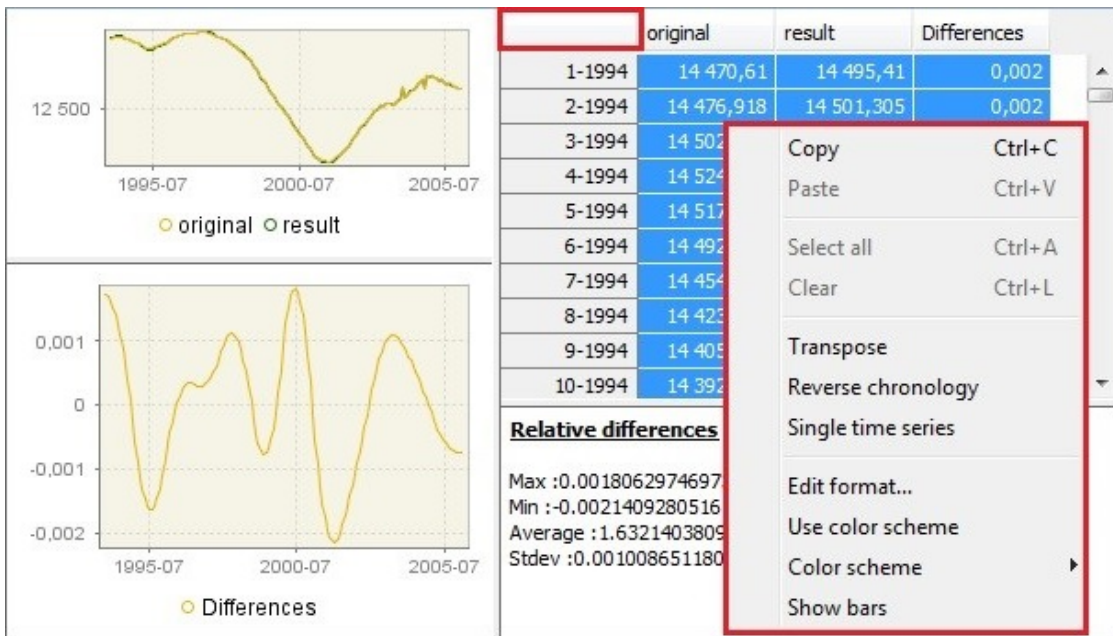 12 500
1995-07 2000-07 2005-07
original result
0,001
0
-0,001
-0,002
1995-07 2000-07 2005-07
Differences
original result Differences
1-1994 14 470,61 14 495,41 0,002
2-1994 14 476,918 14 501,305 0,002
3-1994 14 502
4-1994 14 524
5-1994 14 517
6-1994 14 492
7-1994 14 454
8-1994 14 423
9-1994 14 405
10-1994 14 392
Relative differences
Max :0.001806297469
Min :-0.0021409280516
Average :1.6321403809
Stdev :0.001008651180
Copy Ctrl+C
Paste Ctrl+V
Select all Ctrl+A
Clear Ctrl+L
Transpose
Reverse chronology
Single time series
Edit format...
Use color scheme
Color scheme
Show bars